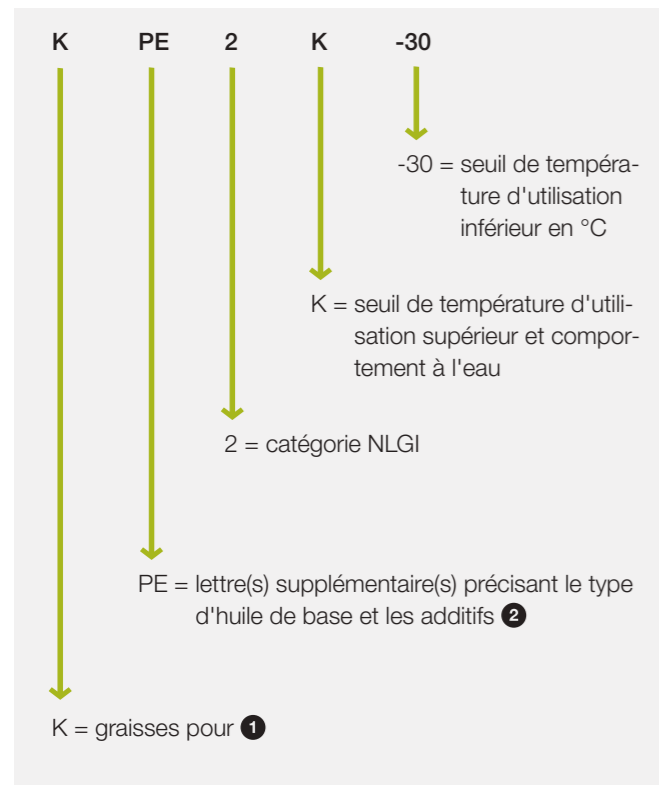 K PE 2 K -30
-30 = seuil de tempéra-
ture d'utilisation
inférieur en °C
K = seuil de température d'utili-
sation supérieur et compor-
tement à l'eau
2 = catégorie NLGI
PE = lettre(s) supplémentaire(s) précisant le type
d'huile de base et les additifs ❷
K = graisses pour ❶